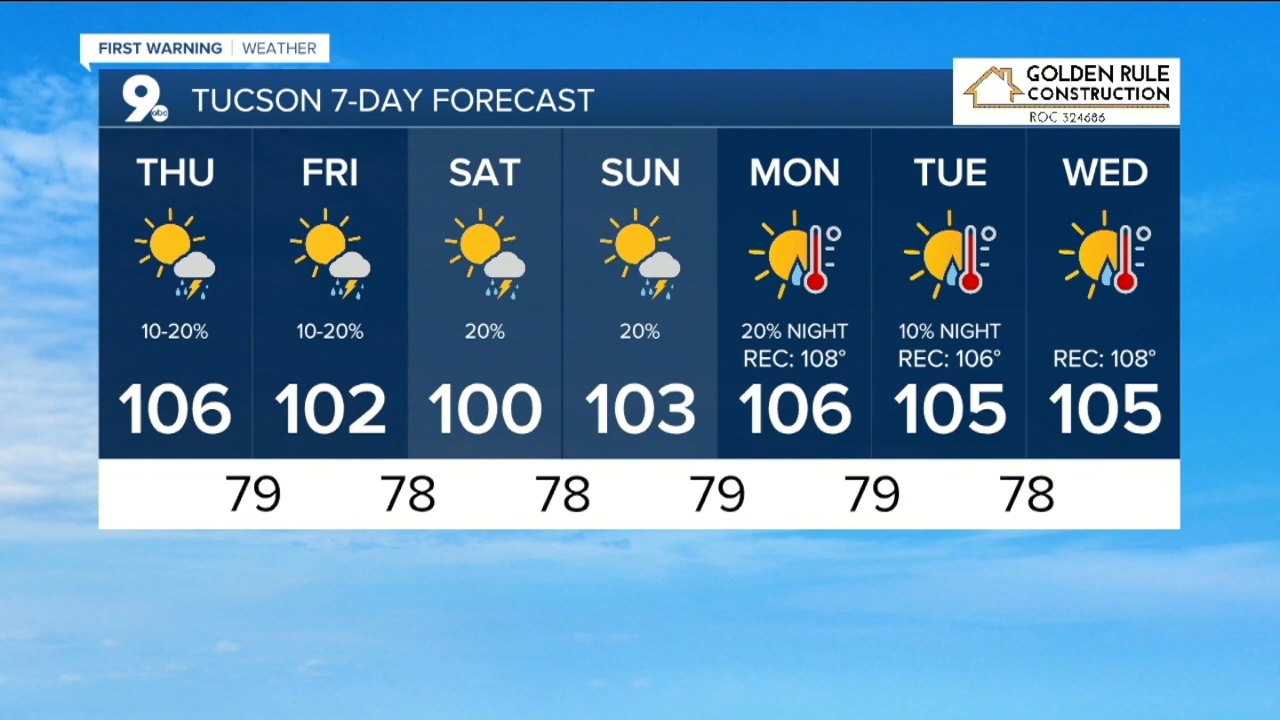 FIRST WARNING | WEATHER
9 abc TUCSON 7-DAY FORECAST
GOLDEN RULE
CONSTRUCTION
ROC 324686
THU FRI SAT SUN MON TUE WED
10-20% 10-20% 20% 20% 20% NIGHT 10% NIGHT
REC: 108° REC: 106° REC: 108°
106 102 100 103 106 105 105
79 78 78 79 79 78